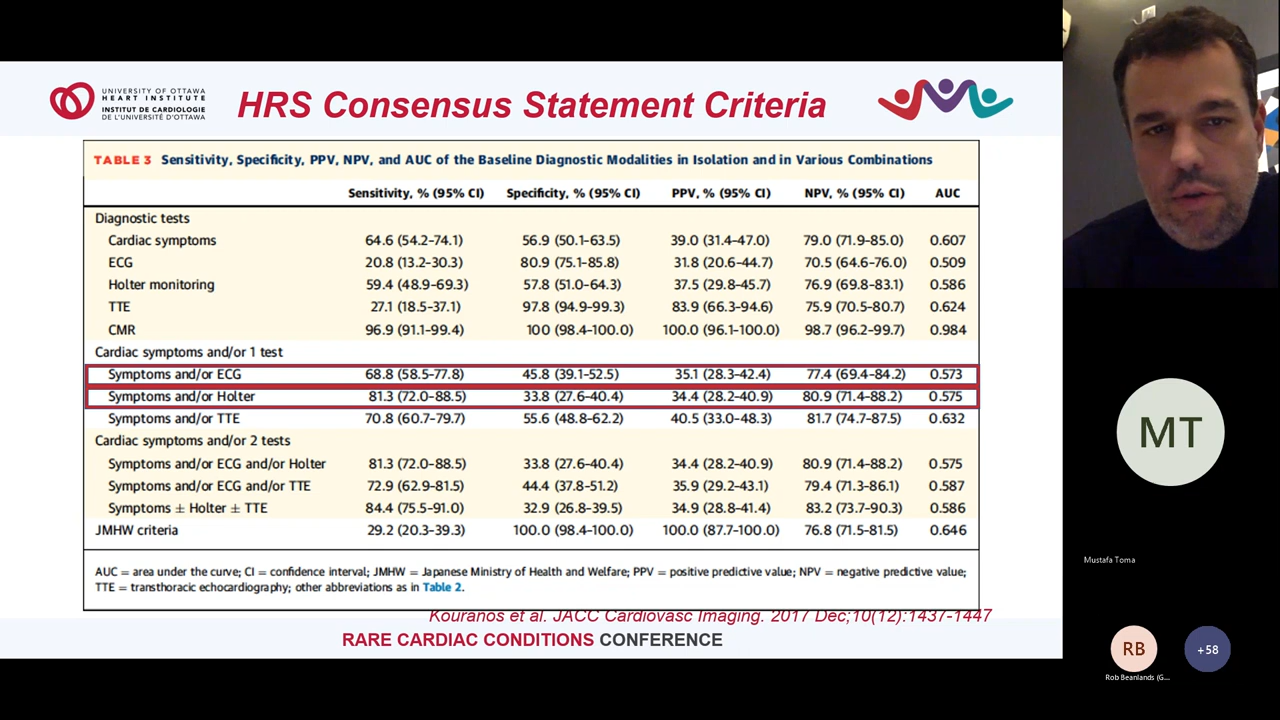 UNIVERSITY OF OTTAWA
HEART INSTITUTE
INSTITUT DE CARDIOLOGIE
DE L'UNIVERSITÉ D'OTTAWA
HRS Consensus Statement Criteria
TABLE 3 Sensitivity, Specificity, PPV, NPV, and AUC of the Baseline Diagnostic Modalities in Isolation and in Various Combinations
Sensitivity, % (95% CI) Specificity, % (95% CI) PPV, % (95% CI) NPV, % (95% CI) AUC
Diagnostic tests
Cardiac symptoms 64.6 (54.2–74.1) 56.9 (50.1–63.5) 39.0 (31.4–47.0) 79.0 (71.9–85.0) 0.607
ECG 20.8 (13.2–30.3) 80.9 (75.1–85.8) 31.8 (20.6–44.7) 70.5 (64.6–76.0) 0.509
Holter monitoring 59.4 (48.9–69.3) 57.8 (51.0–64.3) 37.5 (29.8–45.7) 76.9 (69.8–83.1) 0.586
TTE 27.1 (18.5–37.1) 97.8 (94.9–99.3) 83.9 (66.3–94.6) 75.9 (70.5–80.7) 0.624
CMR 96.9 (91.1–99.4) 100 (98.4–100.0) 100.0 (96.1–100.0) 98.7 (96.2–99.7) 0.984
Cardiac symptoms and/or 1 test
Symptoms and/or ECG 68.8 (58.5–77.8) 45.8 (39.1–52.5) 35.1 (28.3–42.4) 77.4 (69.4–84.2) 0.573
Symptoms and/or Holter 81.3 (72.0–88.5) 33.8 (27.6–40.4) 34.4 (28.2–40.9) 80.9 (71.4–88.2) 0.575
Symptoms and/or TTE 70.8 (60.7–79.7) 55.6 (48.8–62.2) 40.5 (33.0–48.3) 81.7 (74.7–87.5) 0.632
Cardiac symptoms and/or 2 tests
Symptoms and/or ECG and/or Holter 81.3 (72.0–88.5) 33.8 (27.6–40.4) 34.4 (28.2–40.9) 80.9 (71.4–88.2) 0.575
Symptoms and/or ECG and/or TTE 72.9 (62.9–81.5) 44.4 (37.8–51.2) 35.9 (29.2–43.1) 79.4 (71.3–86.1) 0.587
Symptoms ± Holter ± TTE 84.4 (75.5–91.0) 32.9 (26.8–39.5) 34.9 (28.8–41.4) 83.2 (73.7–90.3) 0.586
JMHW criteria 29.2 (20.3–39.3) 100.0 (98.4–100.0) 100.0 (87.7–100.0) 76.8 (71.5–81.5) 0.646
AUC = area under the curve; CI = confidence interval; JMHW = Japanese Ministry of Health and Welfare; PPV = positive predictive value; NPV = negative predictive value;
TTE = transthoracic echocardiography; other abbreviations as in Table 2.
Kouranos et al. JACC Cardiovasc Imaging. 2017 Dec;10(12):1437-1447
RARE CARDIAC CONDITIONS CONFERENCE
MT
Mustafa Toma
RB
+58
Rob Beanlands (G...